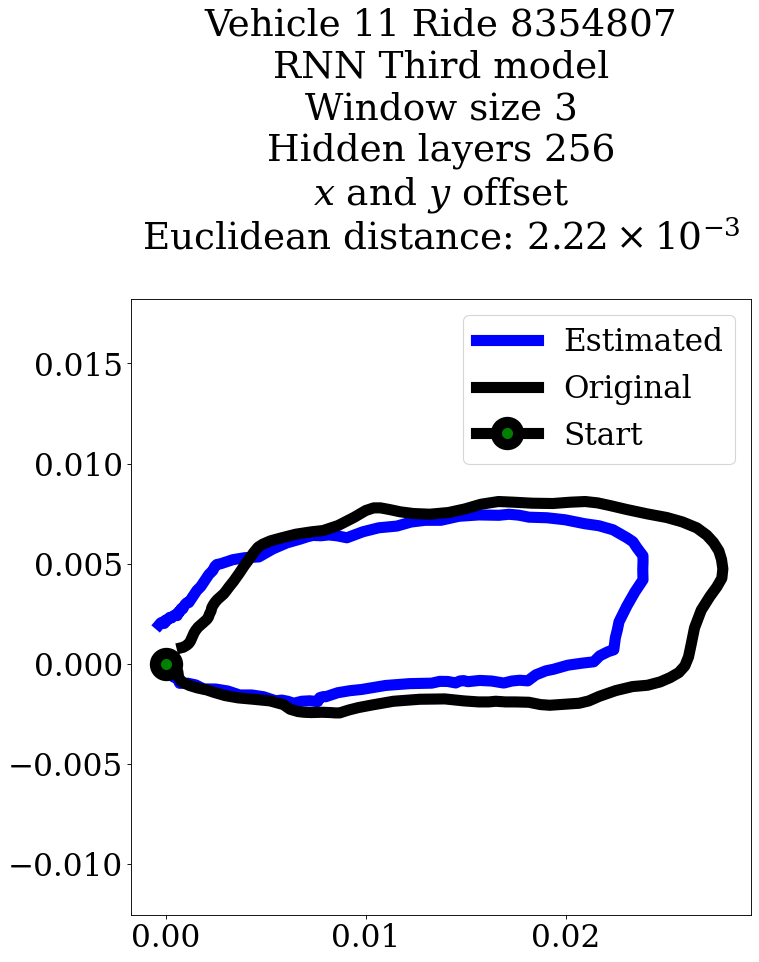 Vehicle 11 Ride 8354807
RNN Third model
Window size 3
Hidden layers 256
x and y offset
Euclidean distance: 2.22 × 10⁻³
Estimated
Original
Start
0.015
0.010
0.005
0.000
−0.005
−0.010
0.00 0.01 0.02